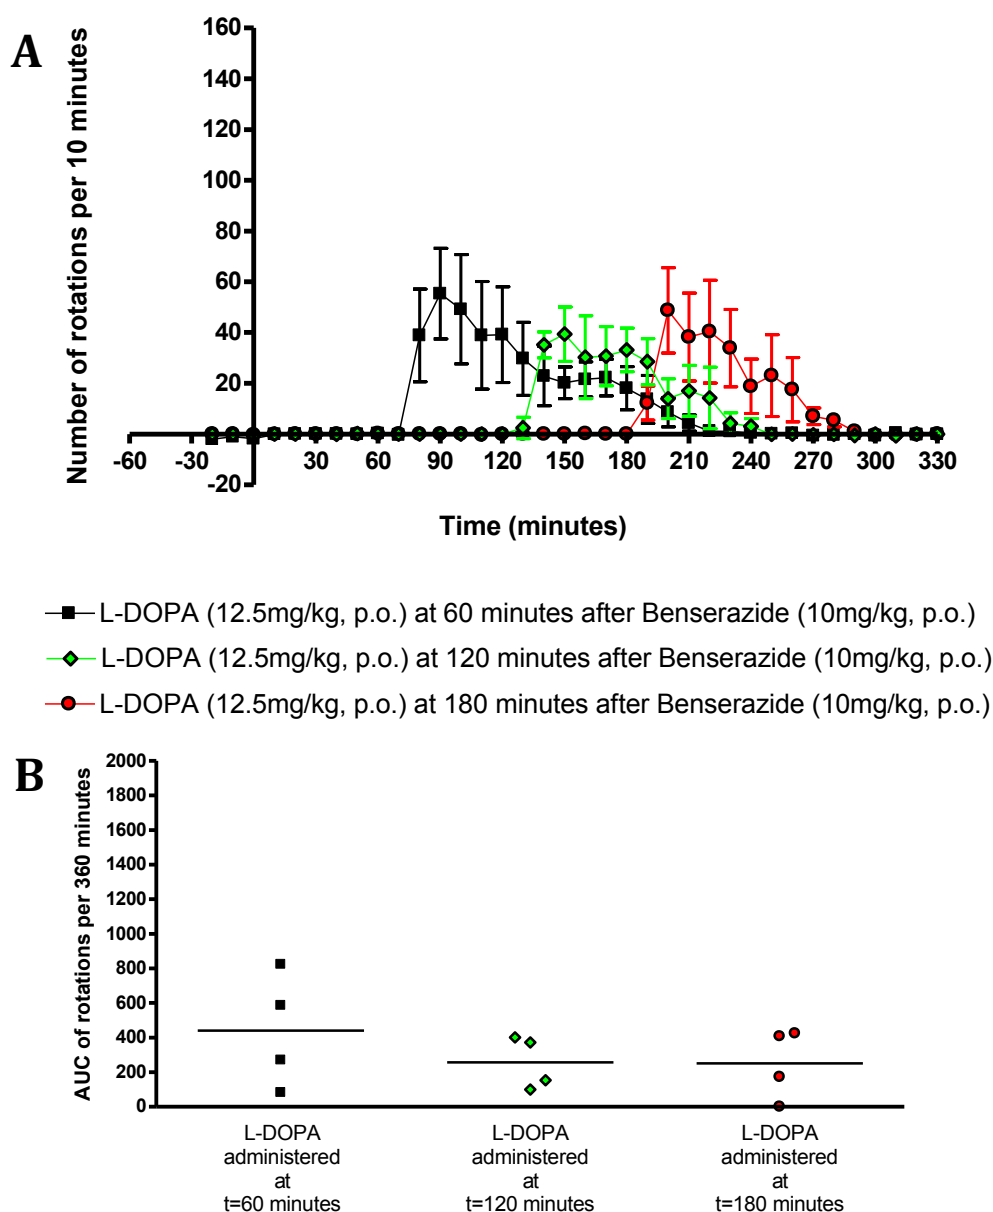 A
Number of rotations per 10 minutes
160
140
120
100
80
60
40
20
-20
-60 -30 30 60 90 120 150 180 210 240 270 300 330
Time (minutes)
L-DOPA (12.5mg/kg, p.o.) at 60 minutes after Benserazide (10mg/kg, p.o.)
L-DOPA (12.5mg/kg, p.o.) at 120 minutes after Benserazide (10mg/kg, p.o.)
L-DOPA (12.5mg/kg, p.o.) at 180 minutes after Benserazide (10mg/kg, p.o.)
B
AUC of rotations per 360 minutes
2000
1800
1600
1400
1200
1000
800
600
400
200
0
L-DOPA
administered
at
t=60 minutes
L-DOPA
administered
at
t=120 minutes
L-DOPA
administered
at
t=180 minutes